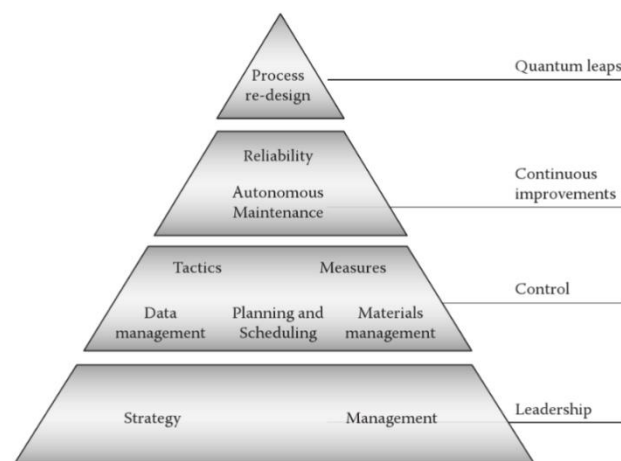 Process
re-design
Quantum leaps
Reliability
Autonomous
Maintenance
Continuous
improvements
Tactics
Measures
Data
management
Planning and
Scheduling
Materials
management
Control
Strategy
Management
Leadership